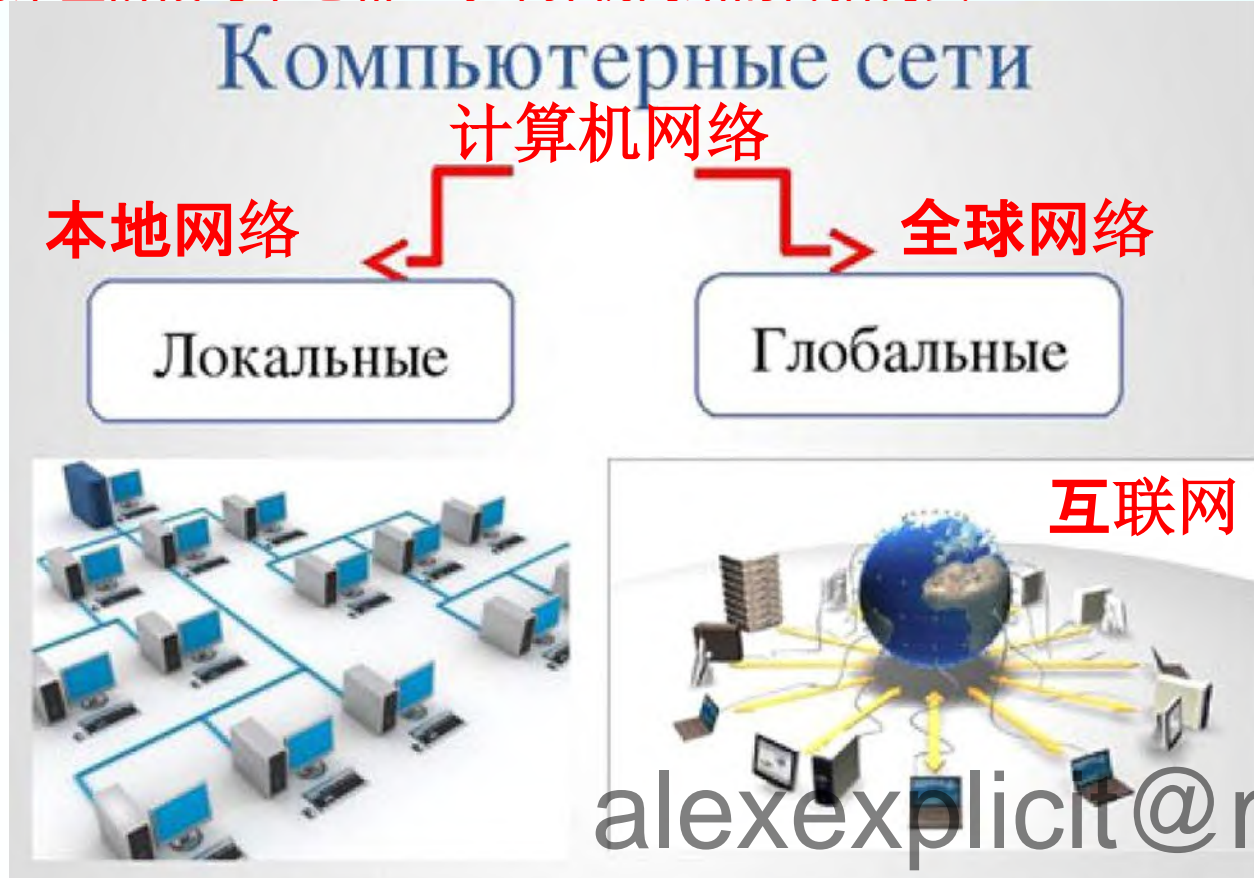 Компьютерные сети
计算机网络
本地网络
全球网络
Локальные
Глобальные
互联网
alexexplicit@